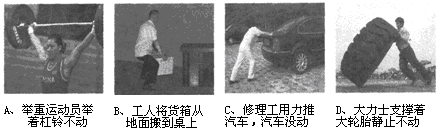 A、举重运动员举
着杠铃不动
B、工人将货箱从
地面搬到桌上
C、修理工用力推
汽车，汽车没动
D、大力士支撑着
大轮胎静止不动